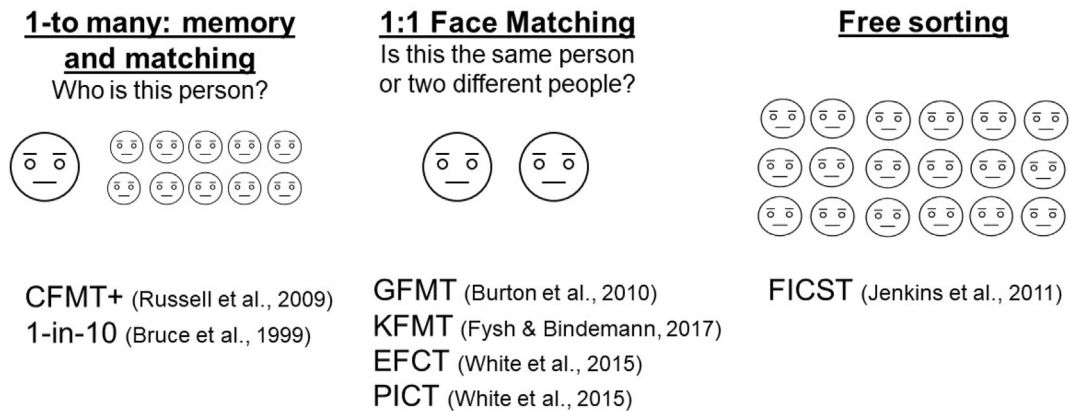 1-to many: memory
and matching
Who is this person?
1:1 Face Matching
Is this the same person
or two different people?
Free sorting
CFMT+ (Russell et al., 2009)
1-in-10 (Bruce et al., 1999)
GFMT (Burton et al., 2010)
KFMT (Fysh & Bindemann, 2017)
EFCT (White et al., 2015)
PICT (White et al., 2015)
FICST (Jenkins et al., 2011)